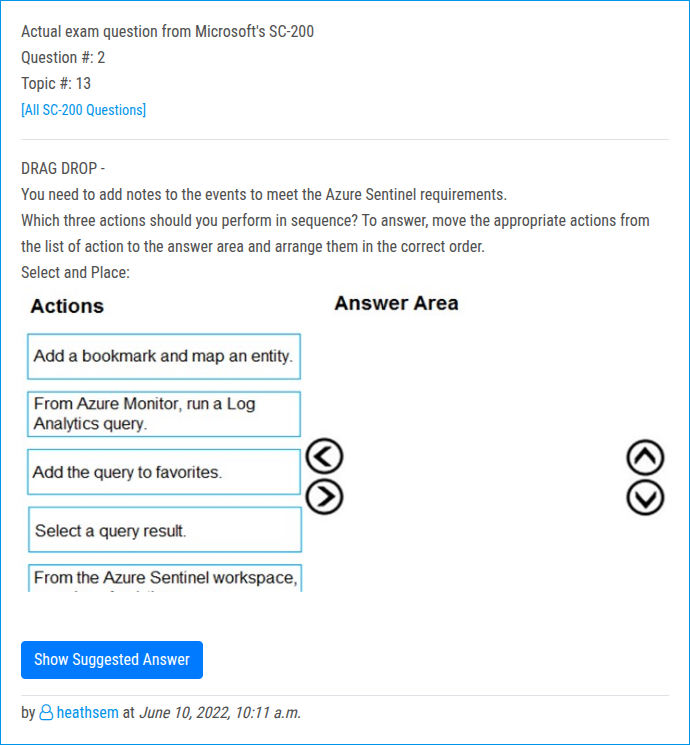 Actual exam question from Microsoft's SC-200
Question #: 2
Topic #: 13
[All SC-200 Questions]
DRAG DROP -
You need to add notes to the events to meet the Azure Sentinel requirements.
Which three actions should you perform in sequence? To answer, move the appropriate actions from
the list of action to the answer area and arrange them in the correct order.
Select and Place:
Actions
Answer Area
Add a bookmark and map an entity.
From Azure Monitor, run a Log
Analytics query.
Add the query to favorites.
Select a query result.
From the Azure Sentinel workspace,
Show Suggested Answer
by heathsem at June 10, 2022, 10:11 a.m.